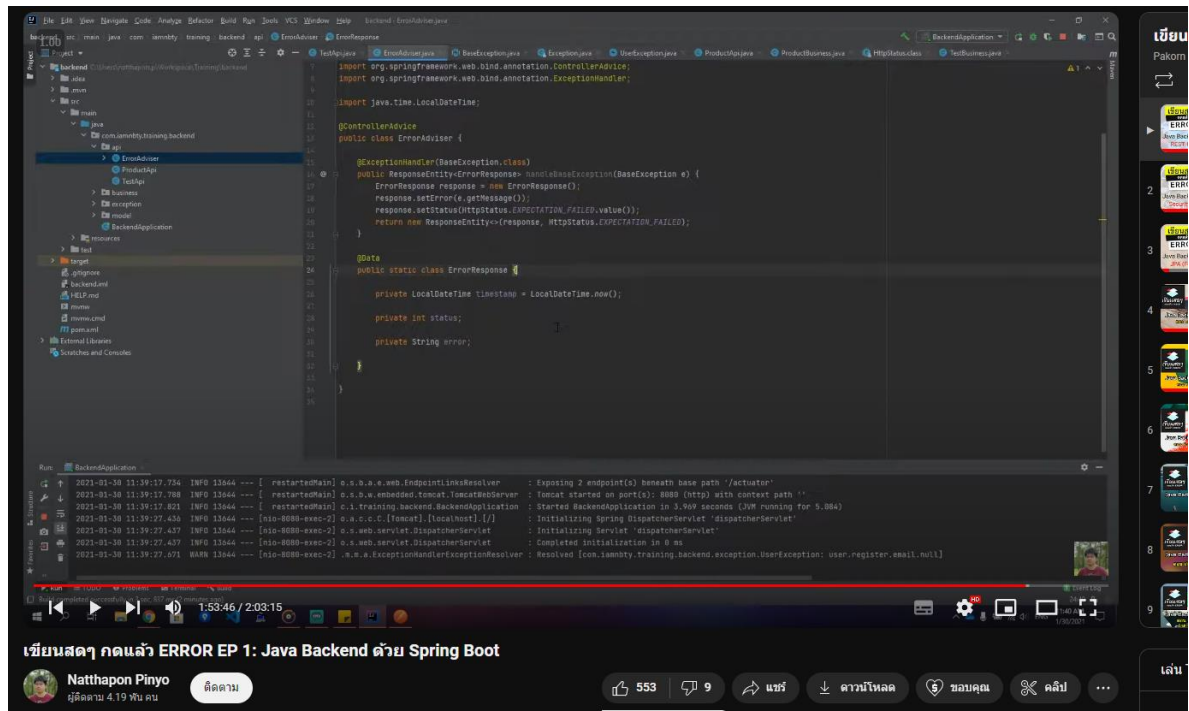 File Edit View Navigate Code Analyze Refactor Build Run Tools VCS Window Help backend - ErrorAdviser.java
backend src main java com iamnbty training backend api ErrorAdviser ErrorResponse
BackendApplication
1.00
Project
TestApi.java ErrorAdviser.java BaseException.java Exception.java UserException.java ProductApi.java ProductBusiness.java HttpStatus.class TestBusiness.java
backend
.idea
.mvn
src
main
java
com.iamnbty.training.backend
api
ErrorAdviser
ProductApi
TestApi
business
exception
model
BackendApplication
resources
test
target
.gitignore
backend.iml
HELP.md
mvnw
mvnw.cmd
pom.xml
External Libraries
Scratches and Consoles
import org.springframework.web.bind.annotation.ControllerAdvice;
import org.springframework.web.bind.annotation.ExceptionHandler;
import java.time.LocalDateTime;
@ControllerAdvice
public class ErrorAdviser {
@ExceptionHandler(BaseException.class)
public ResponseEntity<ErrorResponse> handleBaseException(BaseException e) {
ErrorResponse response = new ErrorResponse();
response.setError(e.getMessage());
response.setStatus(HttpStatus.EXPECTATION_FAILED.value());
return new ResponseEntity<>(response, HttpStatus.EXPECTATION_FAILED);
}
@Data
public static class ErrorResponse {
private LocalDateTime timestamp = LocalDateTime.now();
private int status;
private String error;
}
}
Run: BackendApplication
2021-01-30 11:39:17.734 INFO 13644 --- [ restartedMain] o.s.b.a.e.web.EndpointLinksResolver : Exposing 2 endpoint(s) beneath base path '/actuator'
2021-01-30 11:39:17.788 INFO 13644 --- [ restartedMain] o.s.b.w.embedded.tomcat.TomcatWebServer : Tomcat started on port(s): 8080 (http) with context path ''
2021-01-30 11:39:17.821 INFO 13644 --- [ restartedMain] c.i.training.backend.BackendApplication : Started BackendApplication in 3.969 seconds (JVM running for 5.084)
2021-01-30 11:39:27.436 INFO 13644 --- [nio-8080-exec-2] o.a.c.c.C.[Tomcat].[localhost].[/] : Initializing Spring DispatcherServlet 'dispatcherServlet'
2021-01-30 11:39:27.437 INFO 13644 --- [nio-8080-exec-2] o.s.web.servlet.DispatcherServlet : Initializing Servlet 'dispatcherServlet'
2021-01-30 11:39:27.437 INFO 13644 --- [nio-8080-exec-2] o.s.web.servlet.DispatcherServlet : Completed initialization in 0 ms
2021-01-30 11:39:27.671 WARN 13644 --- [nio-8080-exec-2] .m.m.a.ExceptionHandlerExceptionResolver : Resolved [com.iamnbty.training.backend.exception.UserException: user.register.email.null]
1:53:46 / 2:03:15
HD
1/30/2021
เขียนสดๆ กดแล้ว ERROR EP 1: Java Backend ด้วย Spring Boot
Natthapon Pinyo
ผู้ติดตาม 4.19 พัน คน
ติดตาม
553
9
แชร์
ดาวน์โหลด
ขอบคุณ
คลิป
เขียน
Pakorn
2
3
4
5
6
7
8
9
เล่น